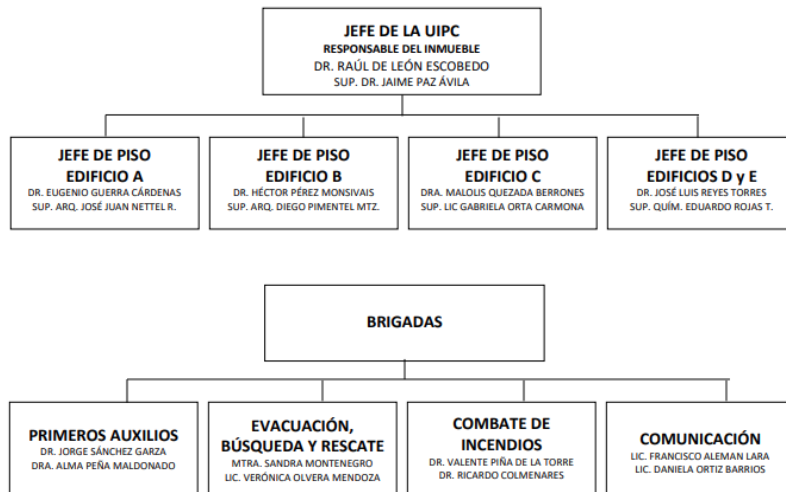 JEFE DE LA UIPC
RESPONSABLE DEL INMUEBLE
DR. RAÚL DE LEÓN ESCOBEDO
SUP. DR. JAIME PAZ ÁVILA
JEFE DE PISO
EDIFICIO A
DR. EUGENIO GUERRA CÁRDENAS
SUP. ARQ. JOSÉ JUAN NETTEL R.
JEFE DE PISO
EDIFICIO B
DR. HÉCTOR PÉREZ MONSIVAIS
SUP. ARQ. DIEGO PIMENTEL MTZ.
JEFE DE PISO
EDIFICIO C
DRA. MALOLIS QUEZADA BERRONES
SUP. LIC GABRIELA ORTA CARMONA
JEFE DE PISO
EDIFICIOS D y E
DR. JOSÉ LUIS REYES TORRES
SUP. QUÍM. EDUARDO ROJAS T.
BRIGADAS
PRIMEROS AUXILIOS
DR. JORGE SÁNCHEZ GARZA
DRA. ALMA PEÑA MALDONADO
EVACUACIÓN,
BÚSQUEDA Y RESCATE
MTRA. SANDRA MONTENEGRO
LIC. VERÓNICA OLVERA MENDOZA
COMBATE DE
INCENDIOS
DR. VALENTE PIÑA DE LA TORRE
DR. RICARDO COLMENARES
COMUNICACIÓN
LIC. FRANCISCO ALEMAN LARA
LIC. DANIELA ORTIZ BARRIOS